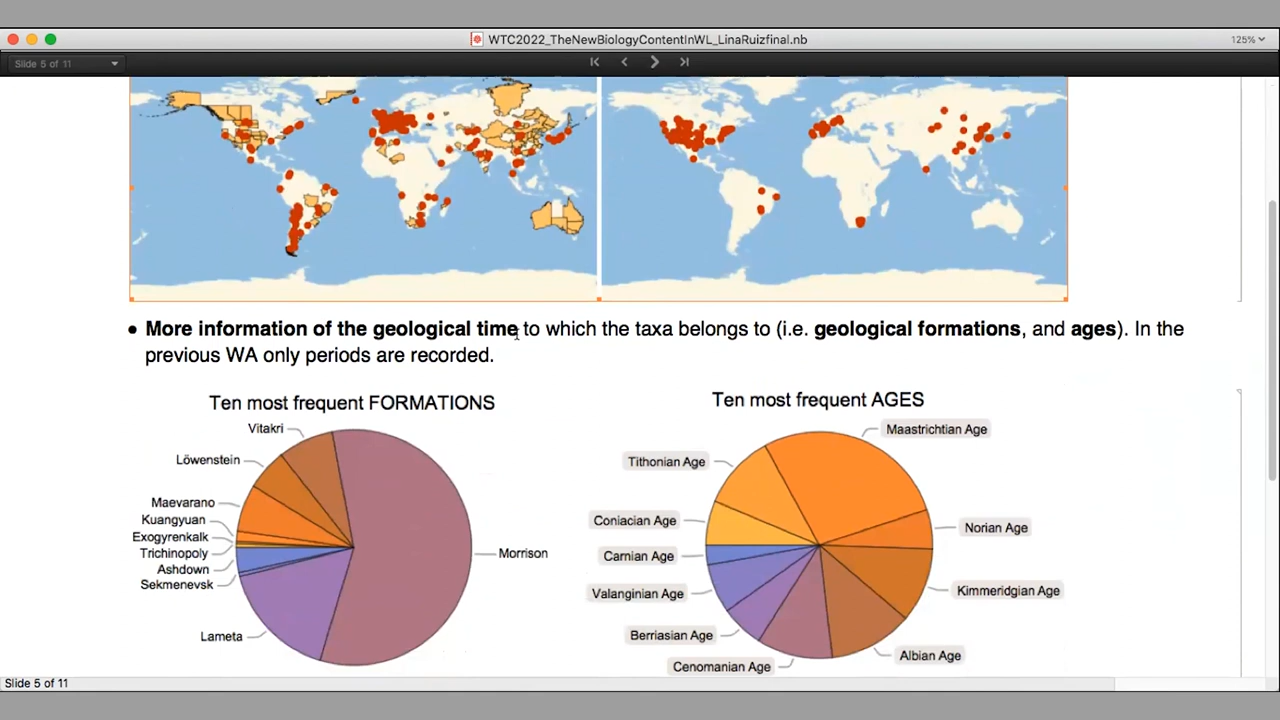 WTC2022_TheNewBiologyContentInWL_LinaRuizfinal.nb
125%
Slide 5 of 11
• More information of the geological time to which the taxa belongs to (i.e. geological formations, and ages). In the
previous WA only periods are recorded.
Ten most frequent FORMATIONS
Vitakri
Löwenstein
Maevarano
Kuangyuan
Exogyrenkalk
Trichinopoly
Ashdown
Sekmenevsk
Lameta
Morrison
Ten most frequent AGES
Maastrichtian Age
Tithonian Age
Coniacian Age
Norian Age
Carnian Age
Kimmeridgian Age
Valanginian Age
Berriasian Age
Albian Age
Cenomanian Age
Slide 5 of 11